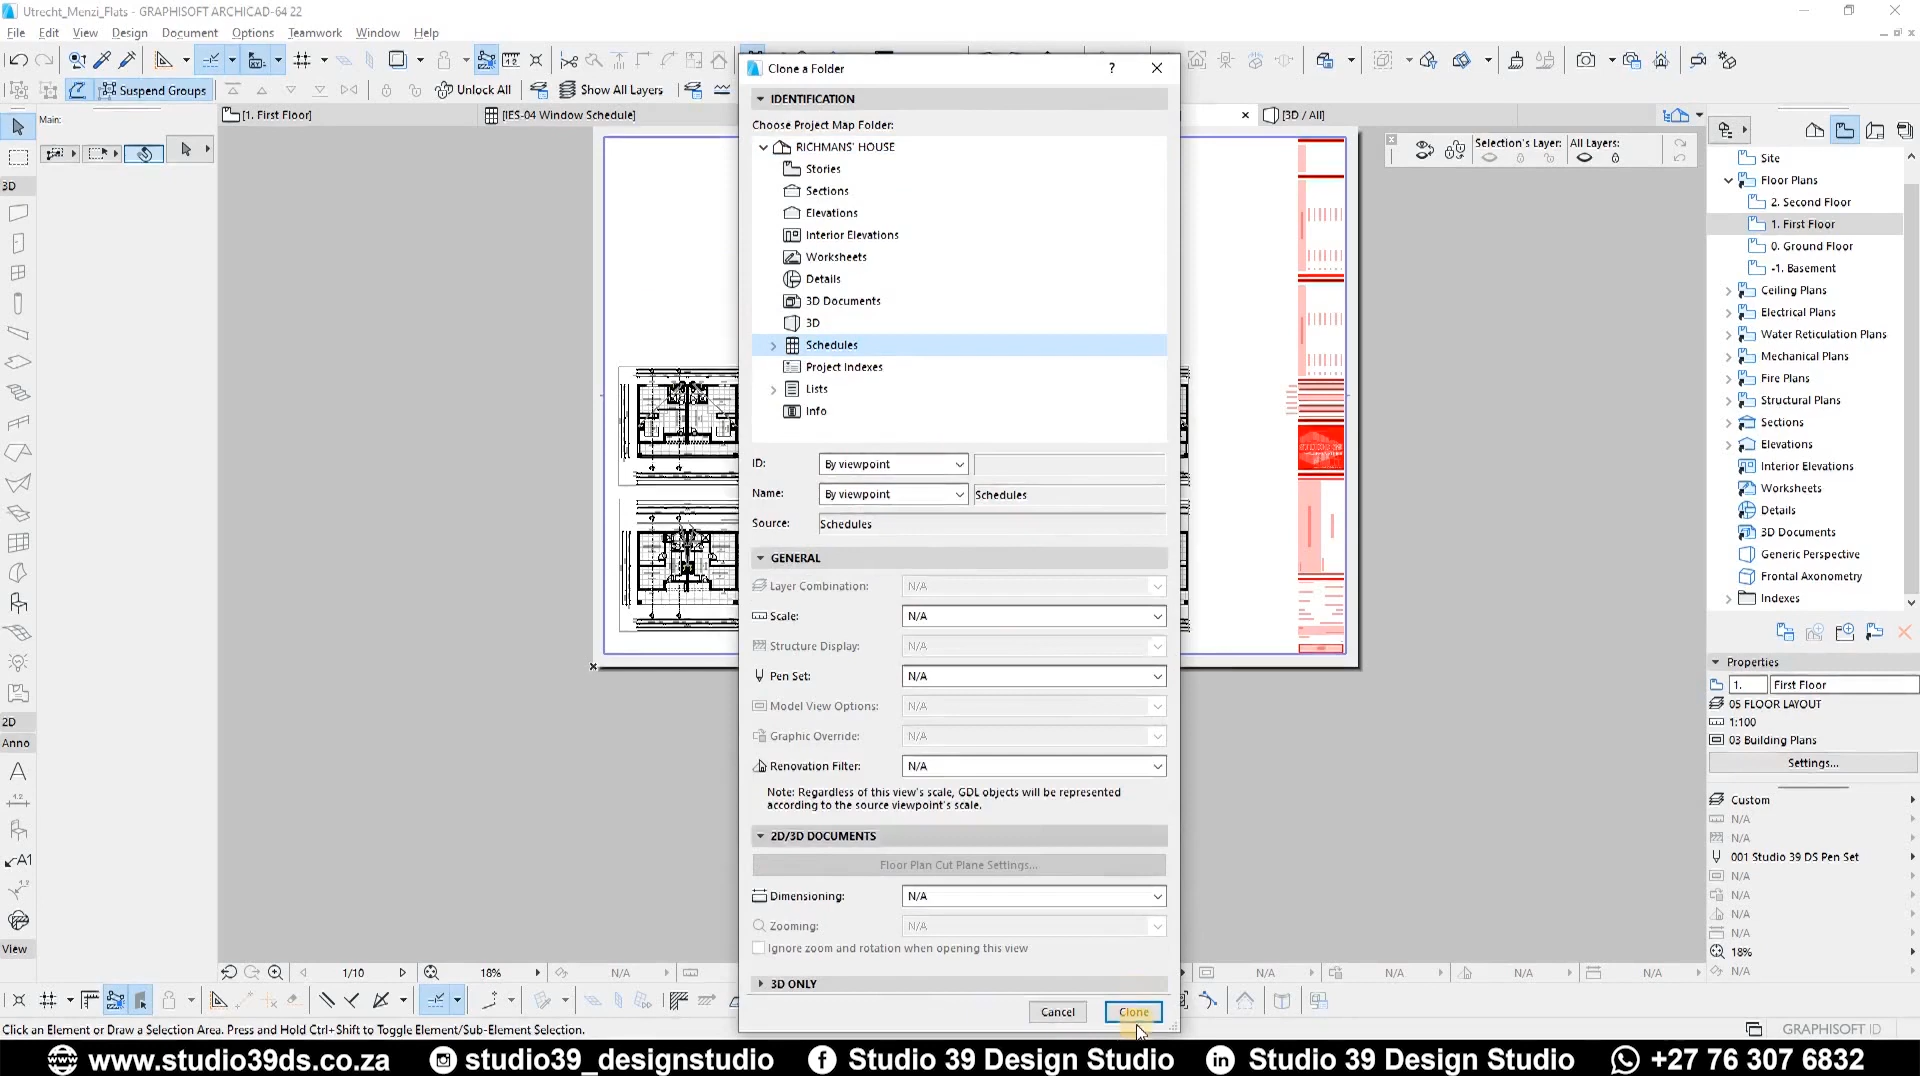 Utrecht_Menzi_Flats - GRAPHISOFT ARCHICAD-64 22
File Edit View Design Document Options Teamwork Window Help
Suspend Groups
Unlock All
Show All Layers
Main:
[1. First Floor]
[IES-04 Window Schedule]
[3D / All]
Selection's Layer:
All Layers:
3D
2D
Anno
View
Clone a Folder
IDENTIFICATION
Choose Project Map Folder:
RICHMANS' HOUSE
Stories
Sections
Elevations
Interior Elevations
Worksheets
Details
3D Documents
3D
Schedules
Project Indexes
Lists
Info
ID: By viewpoint
Name: By viewpoint Schedules
Source: Schedules
GENERAL
Layer Combination: N/A
Scale: N/A
Structure Display: N/A
Pen Set: N/A
Model View Options: N/A
Graphic Override: N/A
Renovation Filter: N/A
Note: Regardless of this view's scale, GDL objects will be represented
according to the source viewpoint's scale.
2D/3D DOCUMENTS
Floor Plan Cut Plane Settings...
Dimensioning: N/A
Zooming: N/A
Ignore zoom and rotation when opening this view
3D ONLY
Cancel Clone
Site
Floor Plans
2. Second Floor
1. First Floor
0. Ground Floor
-1. Basement
Ceiling Plans
Electrical Plans
Water Reticulation Plans
Mechanical Plans
Fire Plans
Structural Plans
Sections
Elevations
Interior Elevations
Worksheets
Details
3D Documents
Generic Perspective
Frontal Axonometry
Indexes
Properties
1. First Floor
05 FLOOR LAYOUT
1:100
03 Building Plans
Settings...
Custom
N/A
N/A
001 Studio 39 DS Pen Set
N/A
N/A
N/A
N/A
18%
N/A
1/10 18% N/A N/A N/A N/A N/A
Click an Element or Draw a Selection Area. Press and Hold Ctrl+Shift to Toggle Element/Sub-Element Selection.
GRAPHISOFT ID
www.studio39ds.co.za studio39_designstudio Studio 39 Design Studio Studio 39 Design Studio +27 76 307 6832